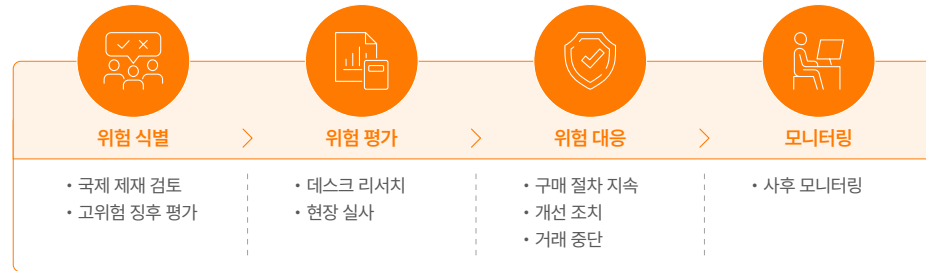 위험 식별
• 국제 제재 검토
• 고위험 징후 평가
위험 평가
• 데스크 리서치
• 현장 실사
위험 대응
• 구매 절차 지속
• 개선 조치
• 거래 중단
모니터링
• 사후 모니터링